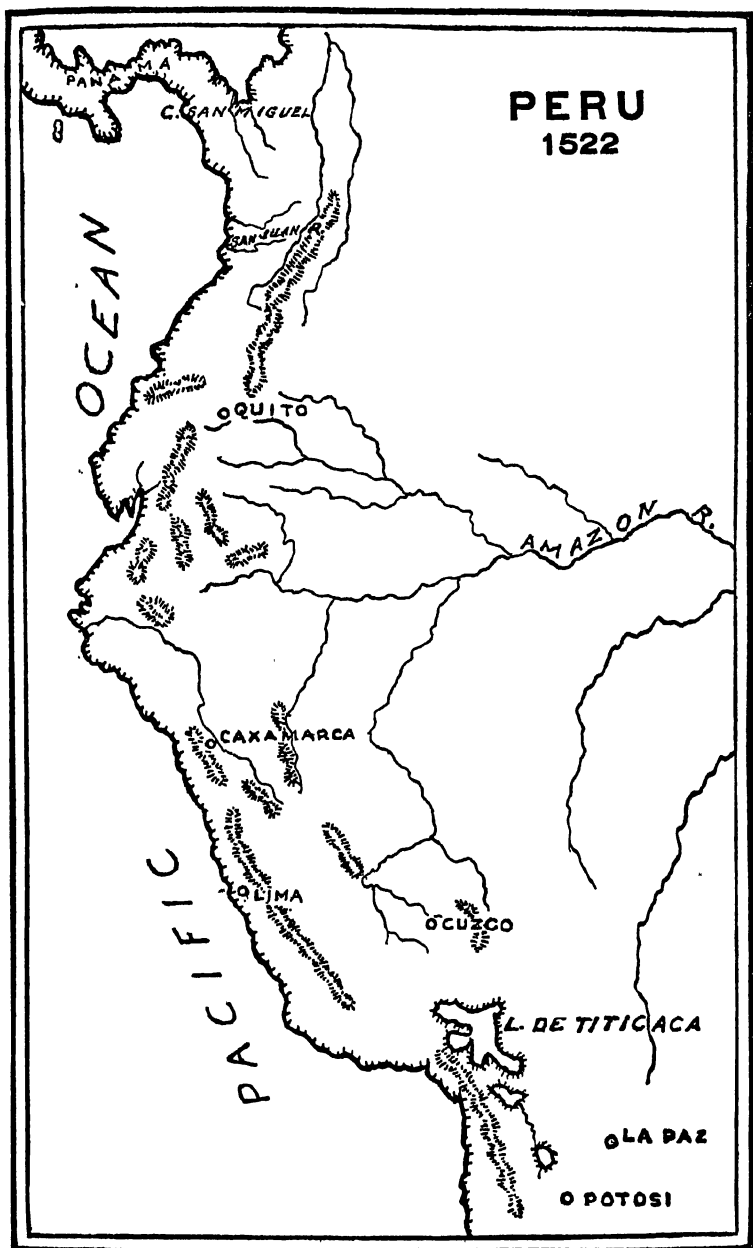 PERU
1522
PANAMA
C. SAN MIGUEL
SAN JUAN R.
OCEAN
QUITO
AMAZON R.
CAXAMARCA
PACIFIC
LIMA
CUZCO
L. DE TITICACA
LA PAZ
POTOSI